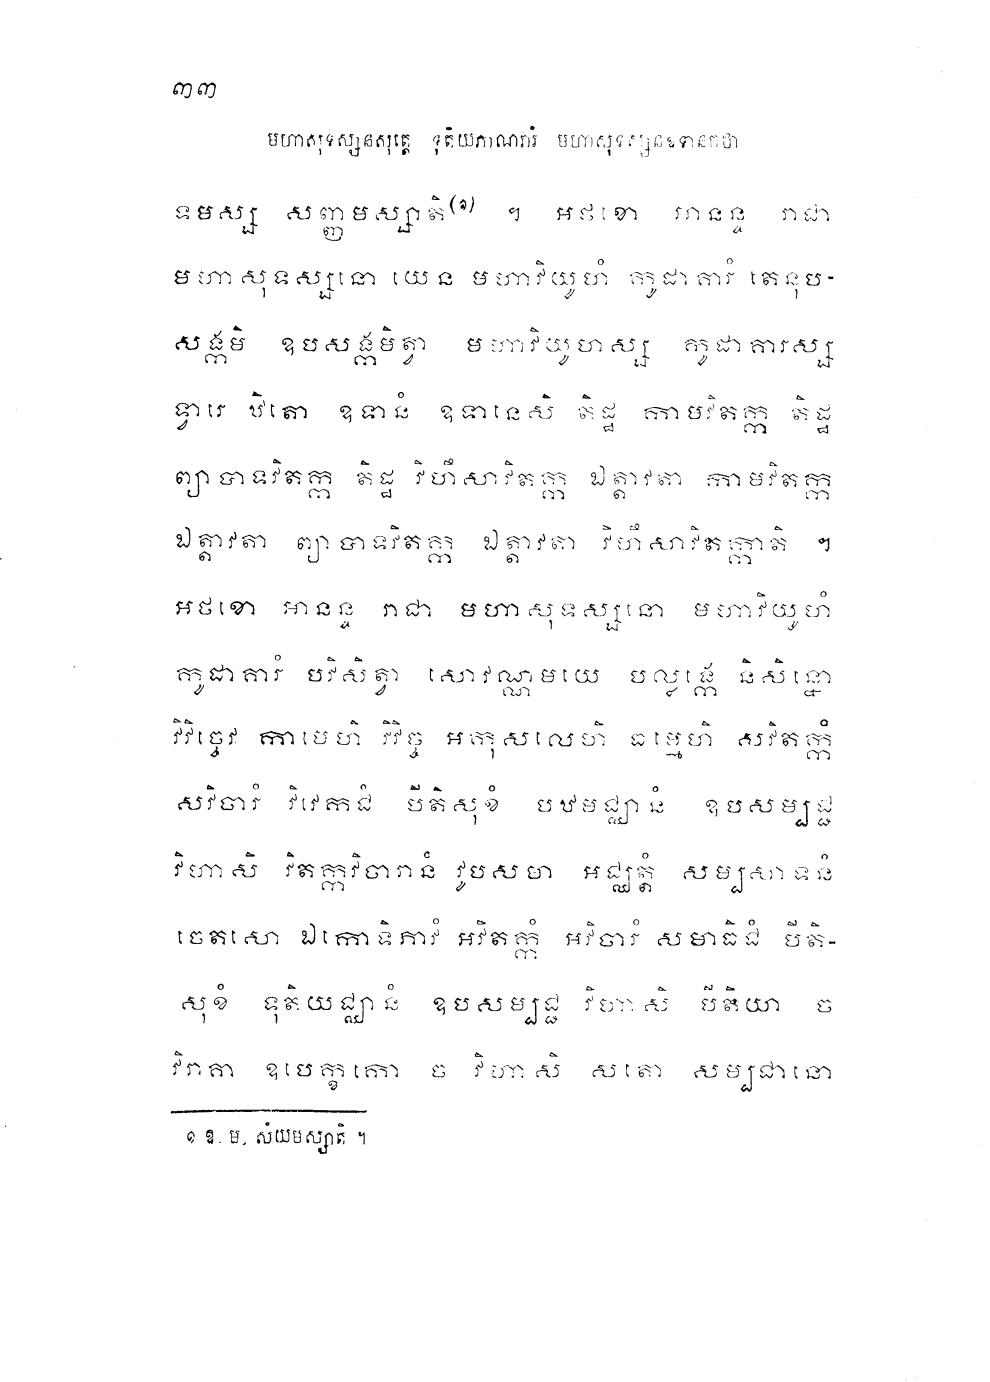 ៣៣
មហាសុទស្សនសុត្តេ ទុតិយភាណវារំ មហាសុទស្សនឧទានកថា
ទមស្ស សញ្ញមស្សាតិ(១) ។ អថខោ អានន្ទ រាជា
មហាសុទស្សនោ យេន មហាវិយូហំ កូដាគារំ តេនុប-
សង្កមិ ឧបសង្កមិត្វា មហាវិយូហស្ស កូដាគារស្ស
ទ្វារេ ឋិតោ ឧទានំ ឧទានេសិ តិដ្ឋ កាមវិតក្ក តិដ្ឋ
ព្យាបាទវិតក្ក តិដ្ឋ វិហឹសាវិតក្ក ឯត្តាវតា កាមវិតក្ក
ឯត្តាវតា ព្យាបាទវិតក្ក ឯត្តាវតា វិហឹសាវិតក្កាតិ ។
អថខោ អានន្ទ រាជា មហាសុទស្សនោ មហាវិយូហំ
កូដាគារំ បវិសិត្វា សោវណ្ណមយេ បល្លង្កេ និសិន្នោ
វិវិច្ចេវ កាមេហិ វិវិច្ច អកុសលេហិ ធម្មេហិ សវិតក្កំ
សវិចារំ វិវេកជំ បីតិសុខំ បឋមជ្ឈានំ ឧបសម្បជ្ជ
វិហាសិ វិតក្កវិចារានំ វូបសមា អជ្ឈត្តំ សម្បសាទនំ
ចេតសោ ឯកោទិភាវំ អវិតក្កំ អវិចារំ សមាធិជំ បីតិ-
សុខំ ទុតិយជ្ឈានំ ឧបសម្បជ្ជ វិហាសិ បីតិយា ច
វិរាគា ឧបេក្ខកោ ច វិហាសិ សតោ សម្បជានោ
១ ឱ. ម. សំយមស្សាតិ ។